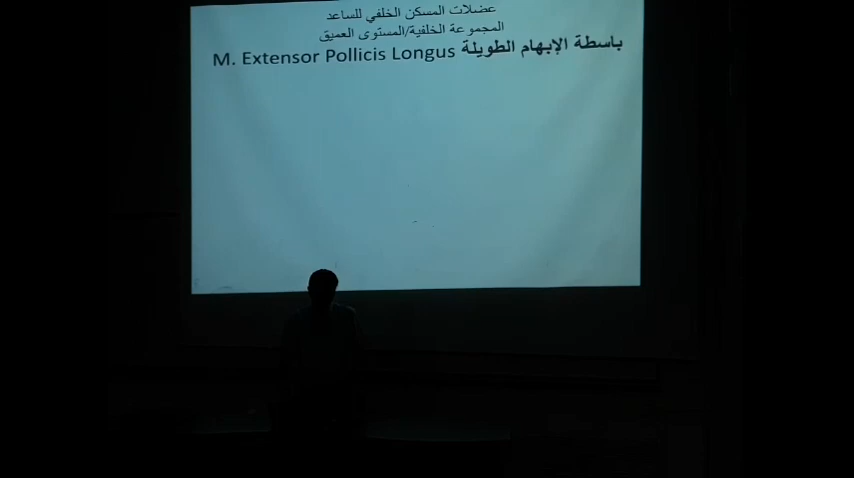 عضلات المسكن الخلفي للساعد
المجموعة الخلفية/المستوى العميق
باسطة الإبهام الطويلة M. Extensor Pollicis Longus